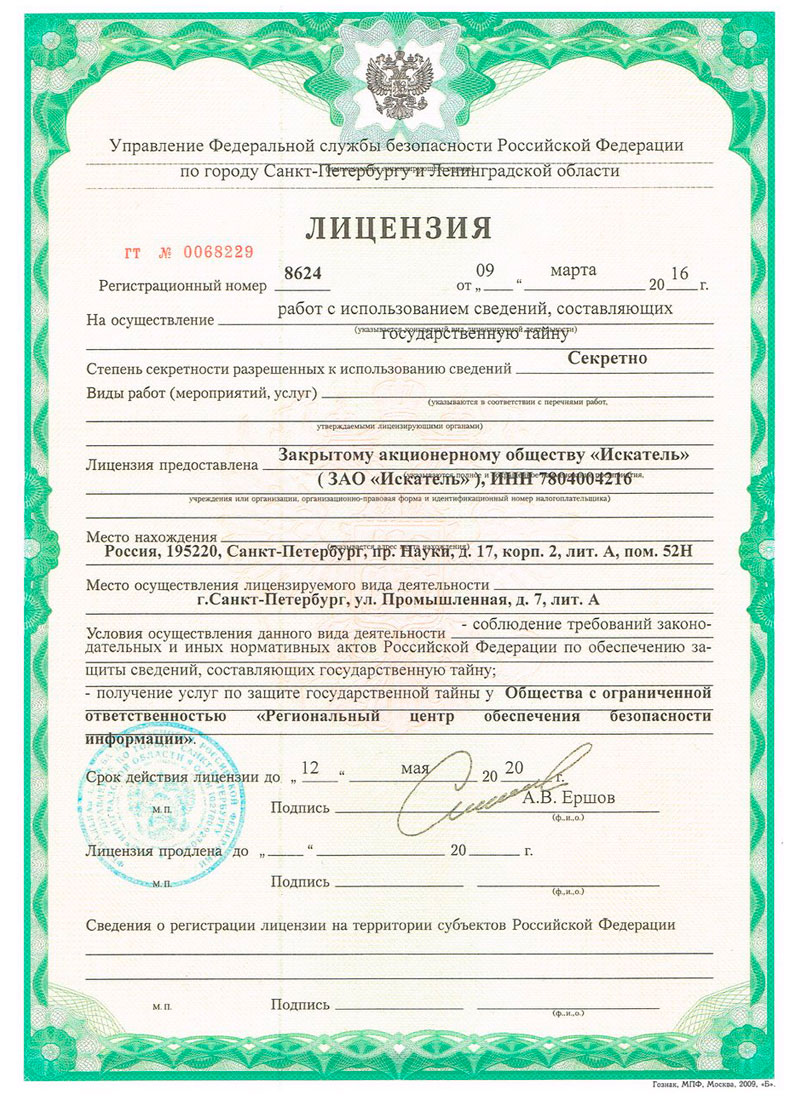 Управление Федеральной службы безопасности Российской Федерации
по городу Санкт-Петербургу и Ленинградской области
ЛИЦЕНЗИЯ
ГТ № 0068229
Регистрационный номер 8624 от „ 09 “ марта 20 16 г.
На осуществление работ с использованием сведений, составляющих
(указывается конкретный вид лицензируемой деятельности)
государственную тайну
Степень секретности разрешенных к использованию сведений Секретно
Виды работ (мероприятий, услуг)
(указываются в соответствии с перечнями работ,
утверждаемыми лицензирующими органами)
Лицензия предоставлена Закрытому акционерному обществу «Искатель»
(указываются полное и предприятия,
( ЗАО «Искатель» ), ИНН 7804004216
учреждения или организации, организационно-правовая форма и идентификационный номер налогоплательщика)
Место нахождения
(указывается адрес места нахождения)
Россия, 195220, Санкт-Петербург, пр. Науки, д. 17, корп. 2, лит. А, пом. 52Н
Место осуществления лицензируемого вида деятельности
г.Санкт-Петербург, ул. Промышленная, д. 7, лит. А
Условия осуществления данного вида деятельности - соблюдение требований законо-
дательных и иных нормативных актов Российской Федерации по обеспечению за-
щиты сведений, составляющих государственную тайну;
- получение услуг по защите государственной тайны у Общества с ограниченной
ответственностью «Региональный центр обеспечения безопасности
информации».
Срок действия лицензии до „ 12 “ мая 20 20 г.
М.П. Подпись А.В. Ершов
(ф.,и.,о.)
Лицензия продлена до „ “ 20 г.
М.П. Подпись
(ф.,и.,о.)
Сведения о регистрации лицензии на территории субъектов Российской Федерации
М.П. Подпись
(ф.,и.,о.)
Гознак, МПФ, Москва, 2009, «Б».